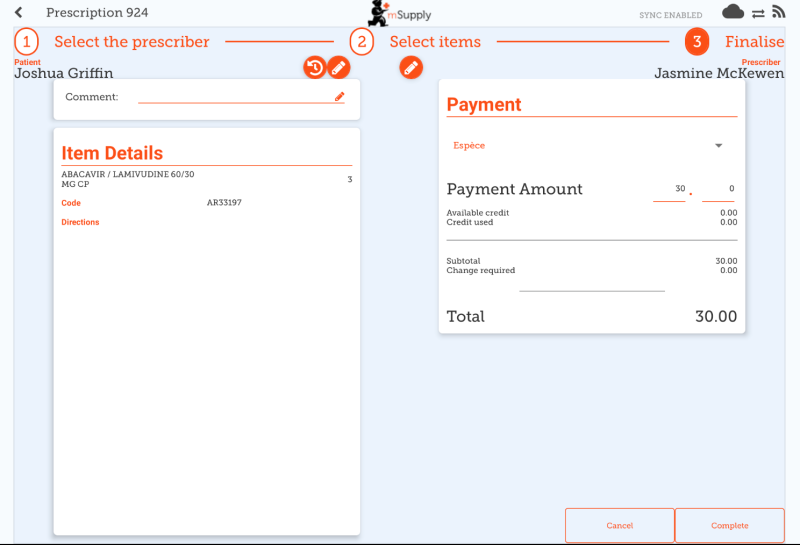 Prescription 924
mSupply
SYNC ENABLED
1 Select the prescriber
2 Select items
3 Finalise
Patient
Joshua Griffin
Prescriber
Jasmine McKewen
Comment:
Item Details
ABACAVIR / LAMIVUDINE 60/30
MG CP
3
Code AR33197
Directions
Payment
Espèce
Payment Amount 30 . 0
Available credit 0.00
Credit used 0.00
Subtotal 30.00
Change required 0.00
Total 30.00
Cancel
Complete